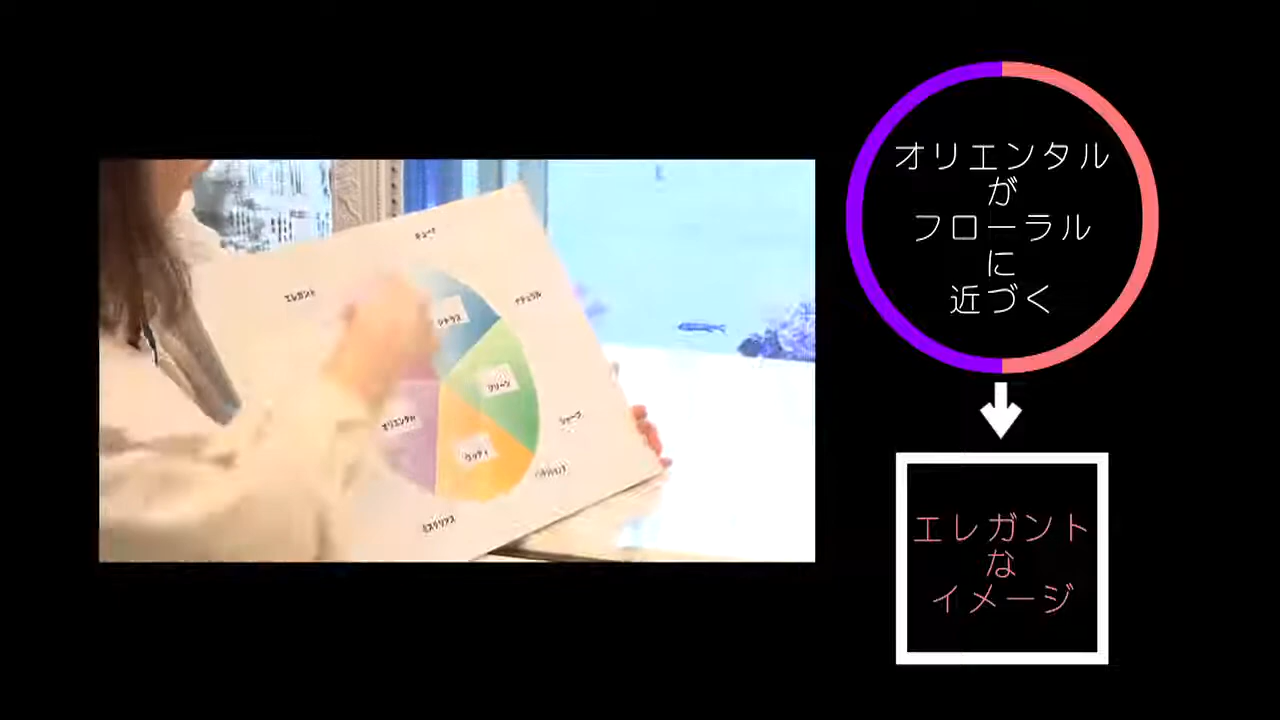 キュート
エレガント
ナチュラル
シトラス
グリーン
オリエンタル
シャープ
ウッディ
ミステリアス
オリエンタル
が
フローラル
に
近づく
エレガント
な
イメージ